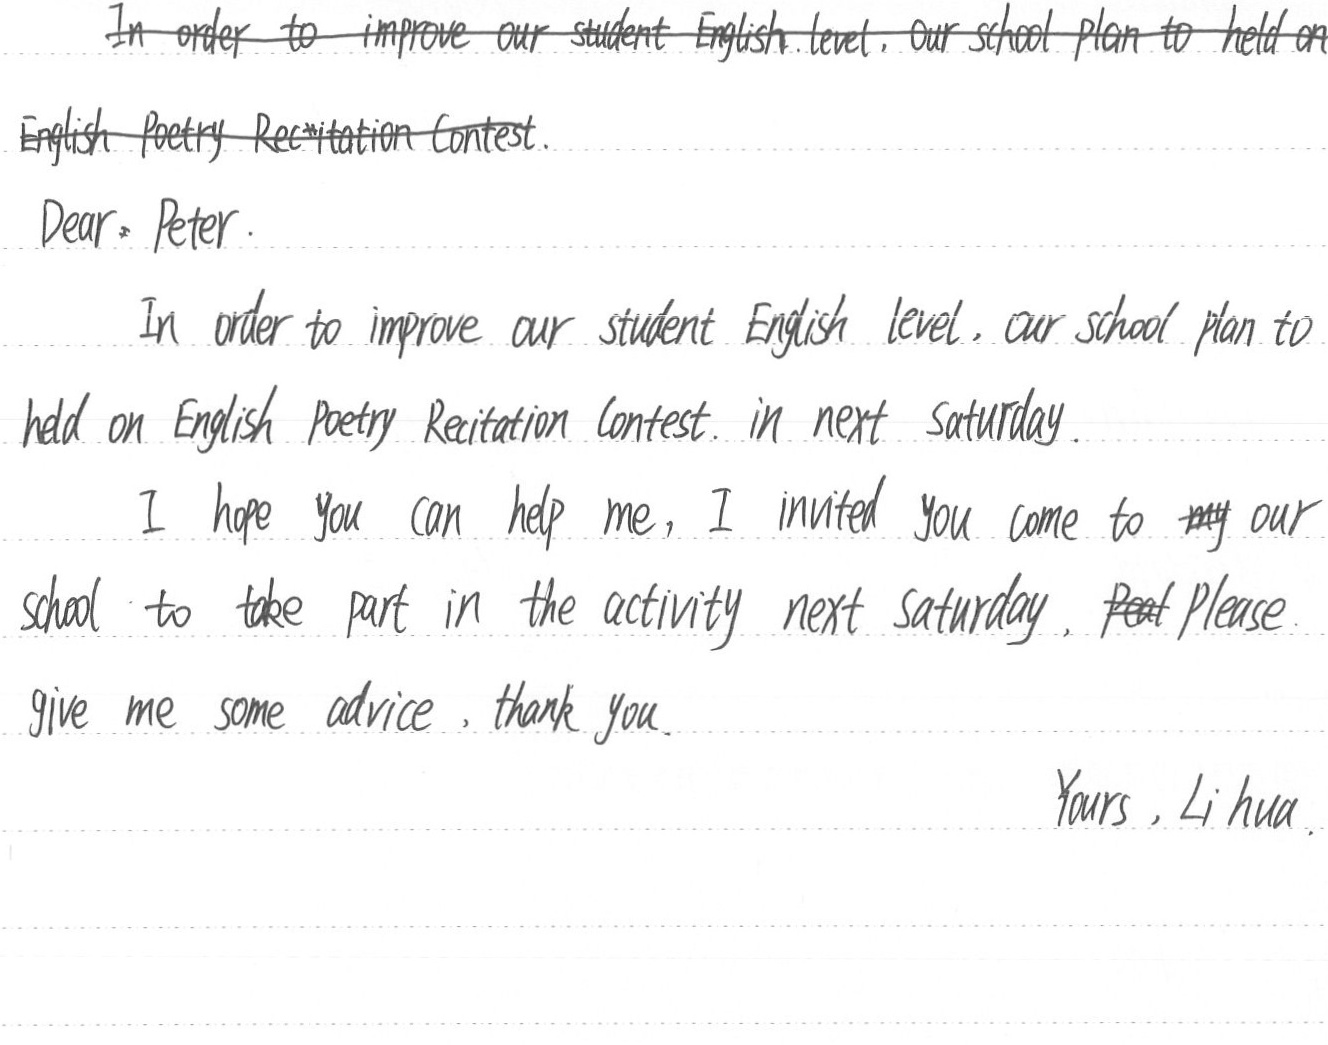 In order to improve our student English level. our school plan to held on
English Poetry Recitation Contest.
Dear. Peter.
In order to improve our student English level. our school plan to
held on English Poetry Recitation Contest. in next saturday.
I hope you can help me, I invited you come to my our
school to take part in the activity next saturday. Please
give me some advice, thank you.
Yours, Li hua.